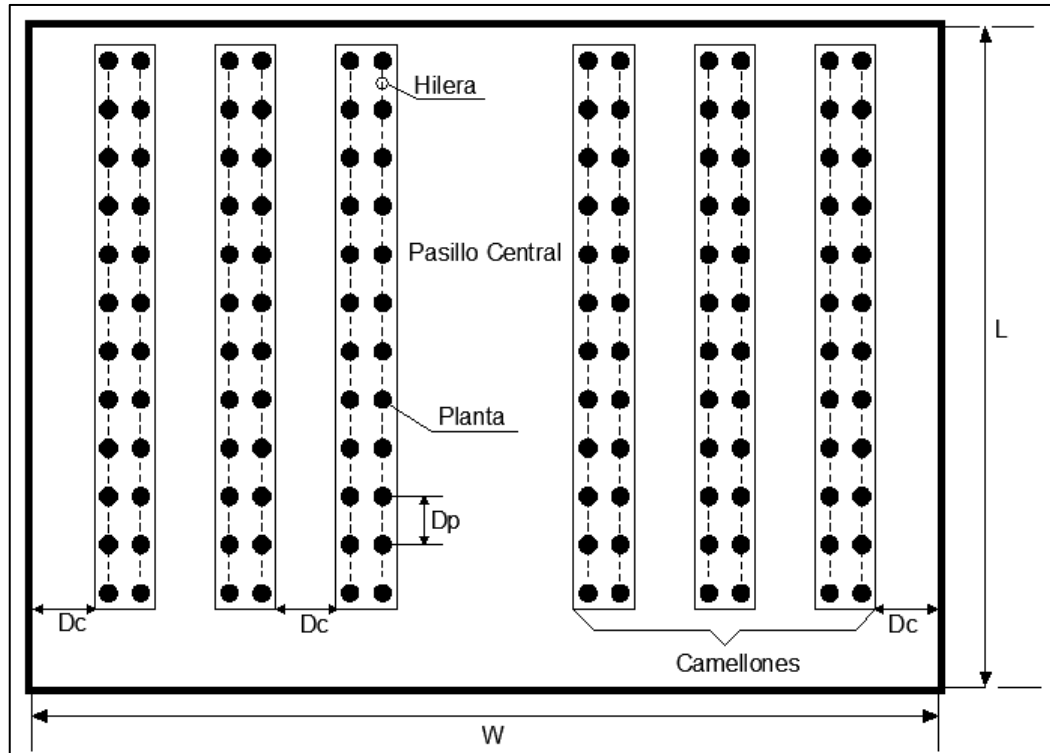 Hilera
Pasillo Central
L
Planta
Dp
Dc
Dc
Dc
Camellones
W